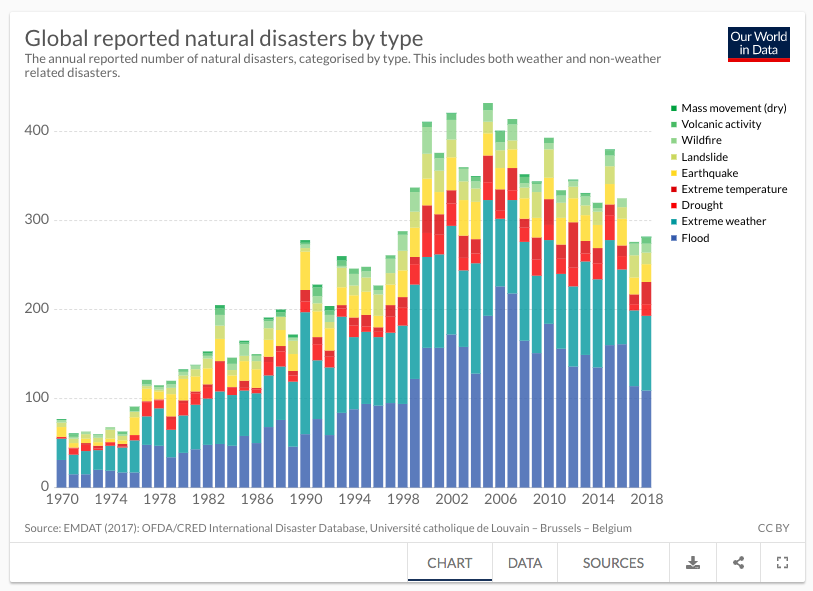 Global reported natural disasters by type
The annual reported number of natural disasters, categorised by type. This includes both weather and non-weather
related disasters.
Our World
in Data
Mass movement (dry)
Volcanic activity
Wildfire
Landslide
Earthquake
Extreme temperature
Drought
Extreme weather
Flood
400
300
200
100
0
1970 1974 1978 1982 1986 1990 1994 1998 2002 2006 2010 2014 2018
Source: EMDAT (2017): OFDA/CRED International Disaster Database, Université catholique de Louvain – Brussels – Belgium
CC BY
CHART DATA SOURCES